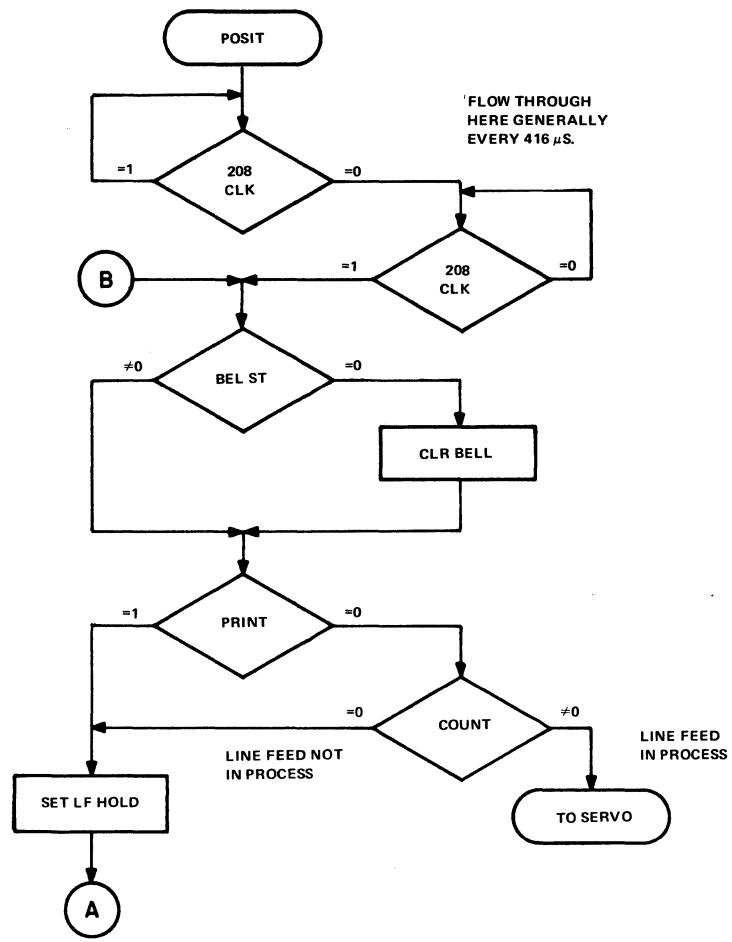 POSIT
FLOW THROUGH
HERE GENERALLY
EVERY 416 µS.
=1
208
CLK
=0
B
=1
208
CLK
=0
≠0
BEL ST
=0
CLR BELL
=1
PRINT
=0
=0
COUNT
≠0
LINE FEED NOT
IN PROCESS
LINE FEED
IN PROCESS
SET LF HOLD
TO SERVO
A